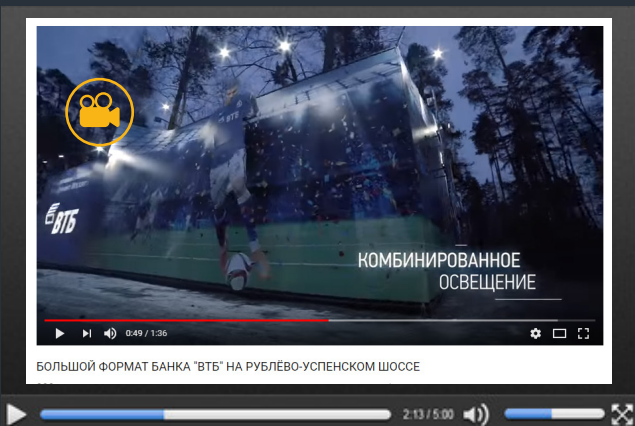 ВТБ
ВТБ
КОМБИНИРОВАННОЕ
ОСВЕЩЕНИЕ
0:49 / 1:36
БОЛЬШОЙ ФОРМАТ БАНКА "ВТБ" НА РУБЛЁВО-УСПЕНСКОМ ШОССЕ
2:13 / 5:00